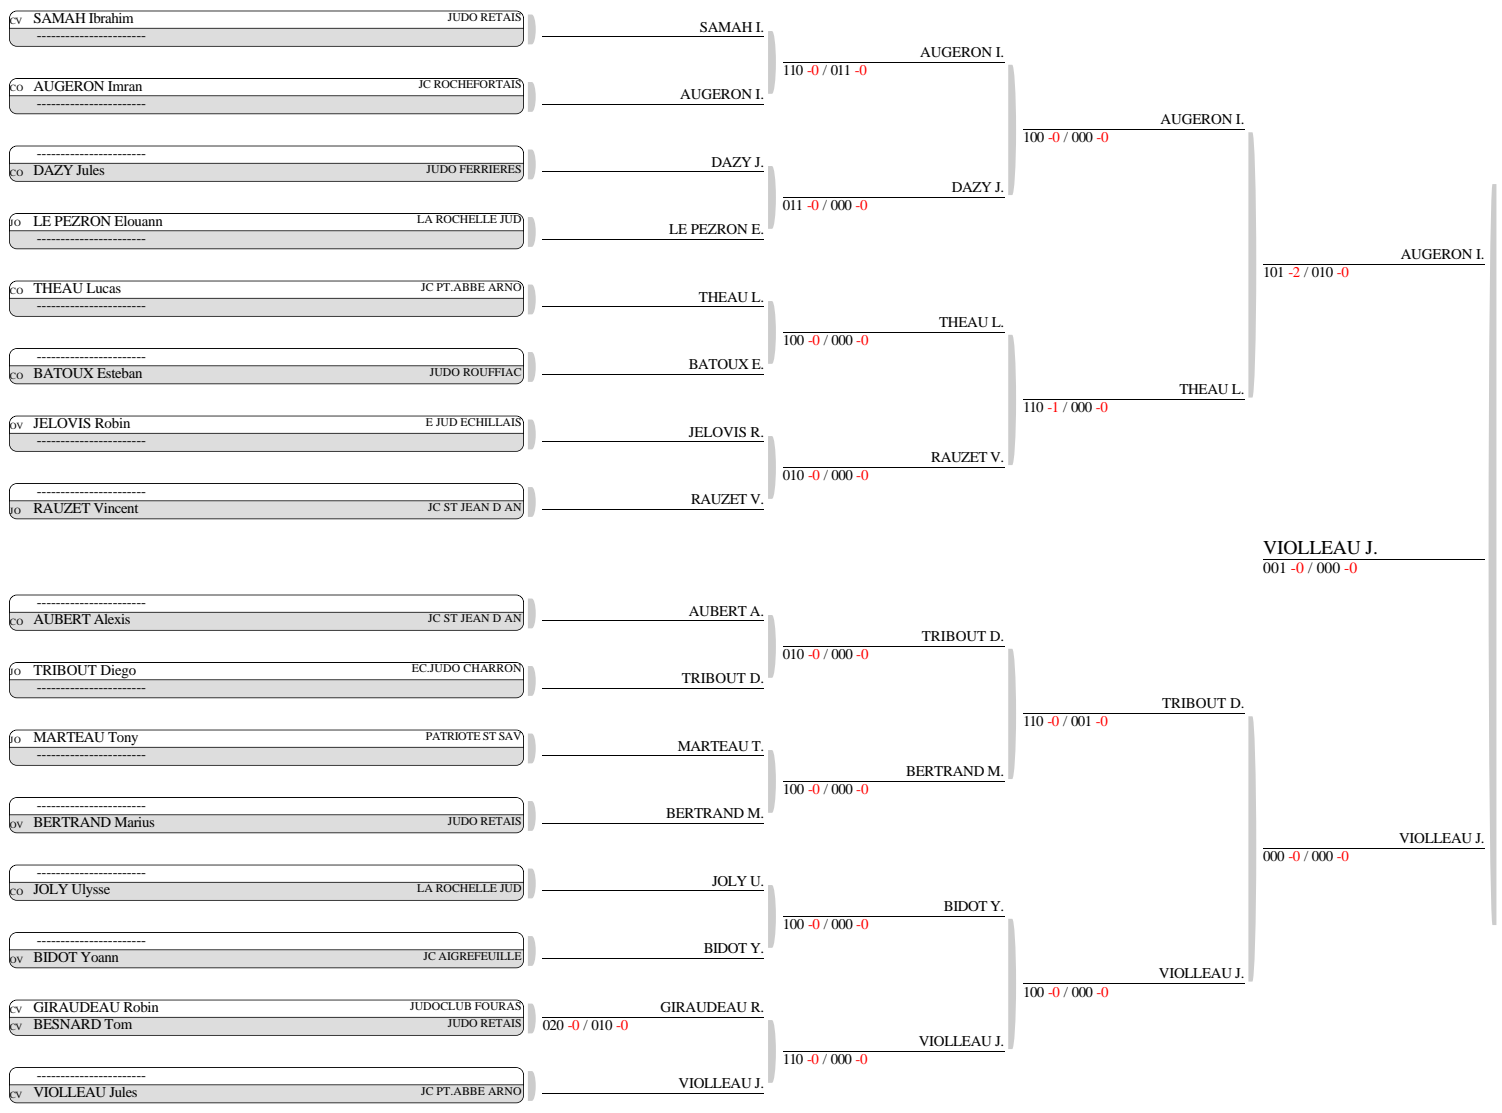 CV SAMAH Ibrahim JUDO RETAIS
-----------------------
CO AUGERON Imran JC ROCHEFORTAIS
-----------------------
-----------------------
CO DAZY Jules JUDO FERRIERES
JO LE PEZRON Elouann LA ROCHELLE JUD
-----------------------
CO THEAU Lucas JC PT.ABBE ARNO
-----------------------
-----------------------
CO BATOUX Esteban JUDO ROUFFIAC
OV JELOVIS Robin E JUD ECHILLAIS
-----------------------
-----------------------
JO RAUZET Vincent JC ST JEAN D AN
-----------------------
CO AUBERT Alexis JC ST JEAN D AN
JO TRIBOUT Diego EC.JUDO CHARRON
-----------------------
JO MARTEAU Tony PATRIOTE ST SAV
-----------------------
-----------------------
OV BERTRAND Marius JUDO RETAIS
-----------------------
CO JOLY Ulysse LA ROCHELLE JUD
-----------------------
OV BIDOT Yoann JC AIGREFEUILLE
CV GIRAUDEAU Robin JUDOCLUB FOURAS
CV BESNARD Tom JUDO RETAIS
-----------------------
CV VIOLLEAU Jules JC PT.ABBE ARNO
SAMAH I.
AUGERON I.
DAZY J.
LE PEZRON E.
THEAU L.
BATOUX E.
JELOVIS R.
RAUZET V.
AUBERT A.
TRIBOUT D.
MARTEAU T.
BERTRAND M.
JOLY U.
BIDOT Y.
GIRAUDEAU R.
020 -0 / 010 -0
VIOLLEAU J.
AUGERON I.
110 -0 / 011 -0
DAZY J.
011 -0 / 000 -0
THEAU L.
100 -0 / 000 -0
RAUZET V.
010 -0 / 000 -0
TRIBOUT D.
010 -0 / 000 -0
BERTRAND M.
100 -0 / 000 -0
BIDOT Y.
100 -0 / 000 -0
VIOLLEAU J.
110 -0 / 000 -0
AUGERON I.
100 -0 / 000 -0
THEAU L.
110 -1 / 000 -0
TRIBOUT D.
110 -0 / 001 -0
VIOLLEAU J.
100 -0 / 000 -0
AUGERON I.
101 -2 / 010 -0
VIOLLEAU J.
001 -0 / 000 -0
VIOLLEAU J.
000 -0 / 000 -0